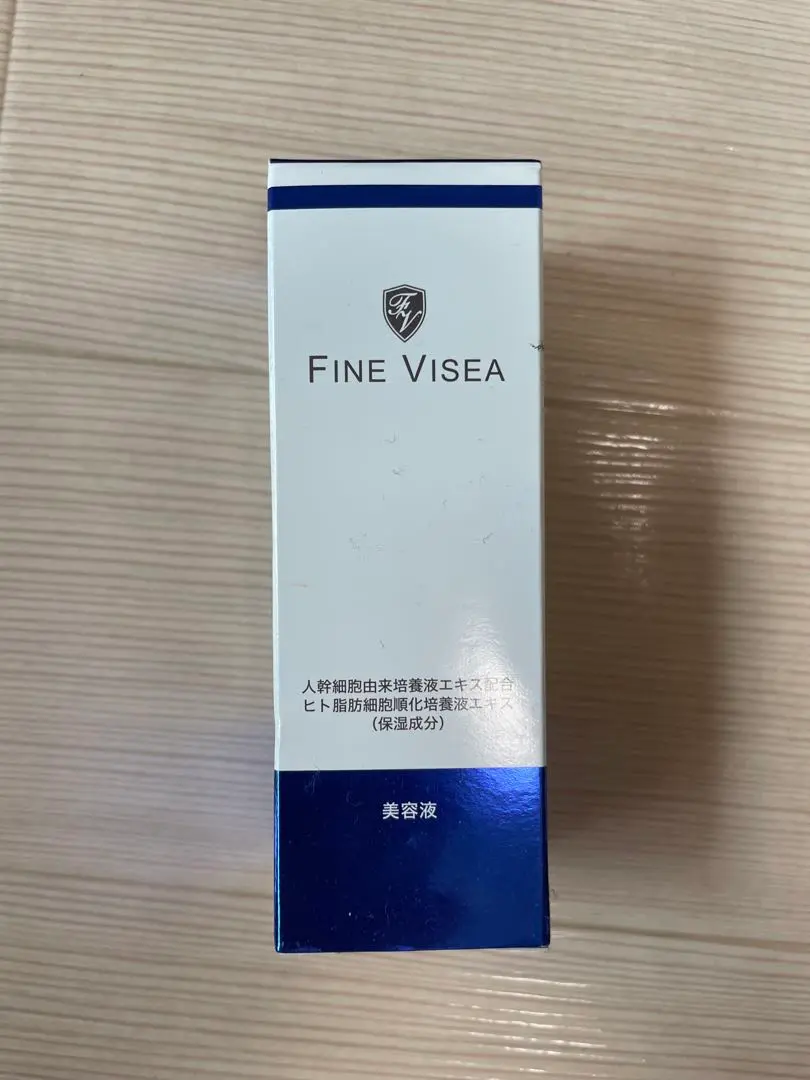 FV
FINE VISEA
人幹細胞由来培養液エキス配合
ヒト脂肪細胞順化培養液エキス
(保湿成分)
美容液